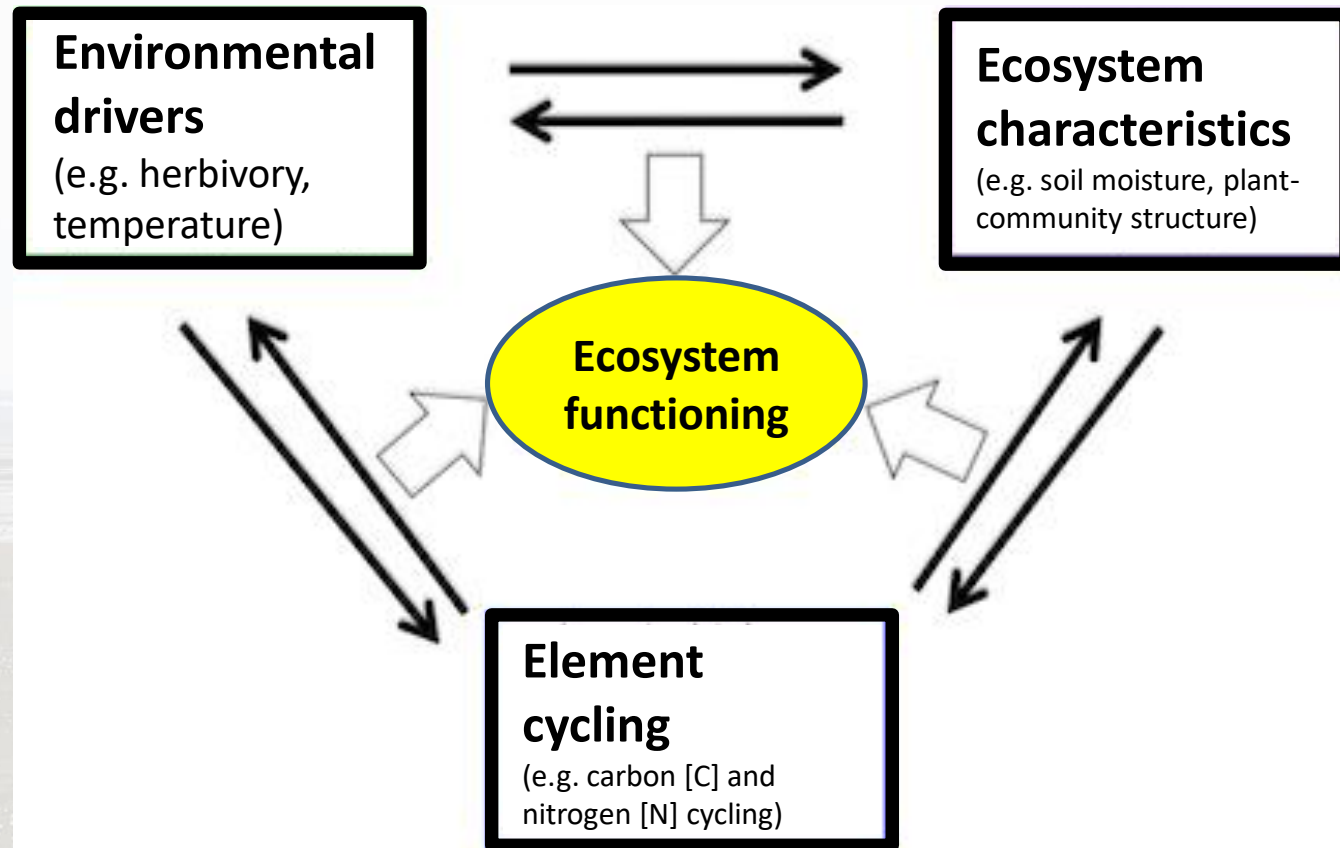 Environmental
drivers
(e.g. herbivory,
temperature)
Ecosystem
characteristics
(e.g. soil moisture, plant-
community structure)
Ecosystem
functioning
Element
cycling
(e.g. carbon [C] and
nitrogen [N] cycling)